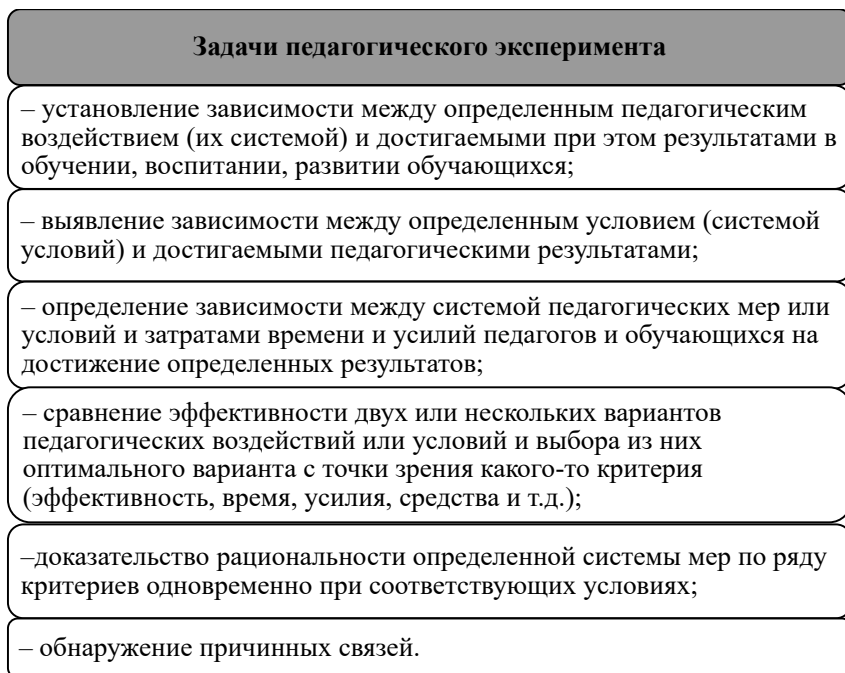 Задачи педагогического эксперимента
– установление зависимости между определенным педагогическим
воздействием (их системой) и достигаемыми при этом результатами в
обучении, воспитании, развитии обучающихся;
– выявление зависимости между определенным условием (системой
условий) и достигаемыми педагогическими результатами;
– определение зависимости между системой педагогических мер или
условий и затратами времени и усилий педагогов и обучающихся на
достижение определенных результатов;
– сравнение эффективности двух или нескольких вариантов
педагогических воздействий или условий и выбора из них
оптимального варианта с точки зрения какого-то критерия
(эффективность, время, усилия, средства и т.д.);
–доказательство рациональности определенной системы мер по ряду
критериев одновременно при соответствующих условиях;
– обнаружение причинных связей.